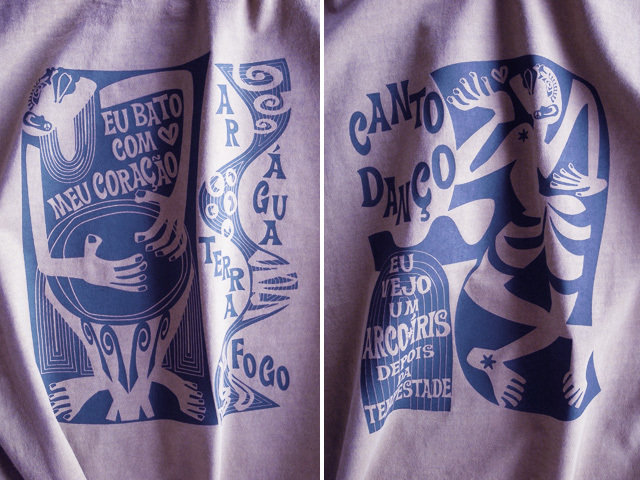 EU BATO
COM
MEU CORAÇÃO
AR
ÁGUA
TERRA
FOGO
CANTO
DANÇO
EU
VEJO
UM
ARCO-ÍRIS
DEPOIS
DA
TEMPESTADE